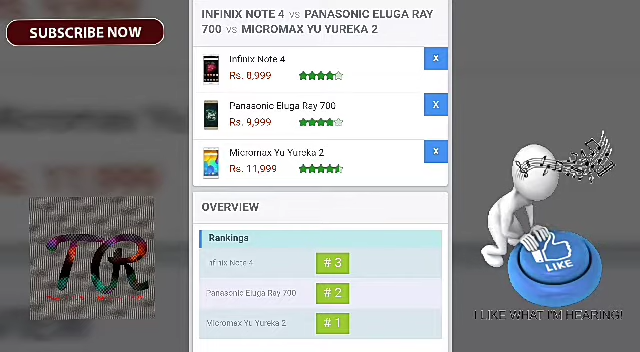 SUBSCRIBE NOW
INFINIX NOTE 4 vs PANASONIC ELUGA RAY
700 vs MICROMAX YU YUREKA 2
Infinix Note 4
X
Rs. 8,999
Panasonic Eluga Ray 700
X
Rs. 9,999
Micromax Yu Yureka 2
X
Rs. 11,999
OVERVIEW
Rankings
Infinix Note 4
# 3
Panasonic Eluga Ray 700
# 2
Micromax Yu Yureka 2
# 1
TR
LIKE
I LIKE WHAT I'M HEARING!